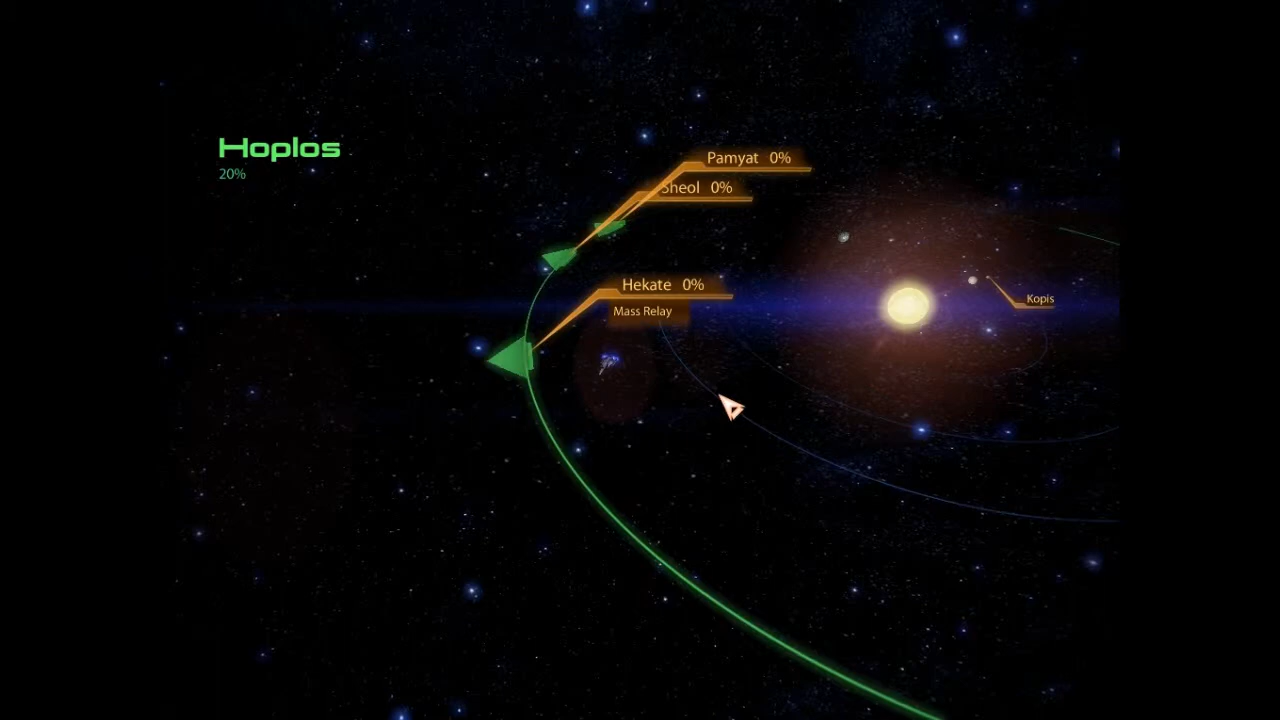 Hoplos
20%
Pamyat 0%
Sheol 0%
Hekate 0%
Mass Relay
Kopis